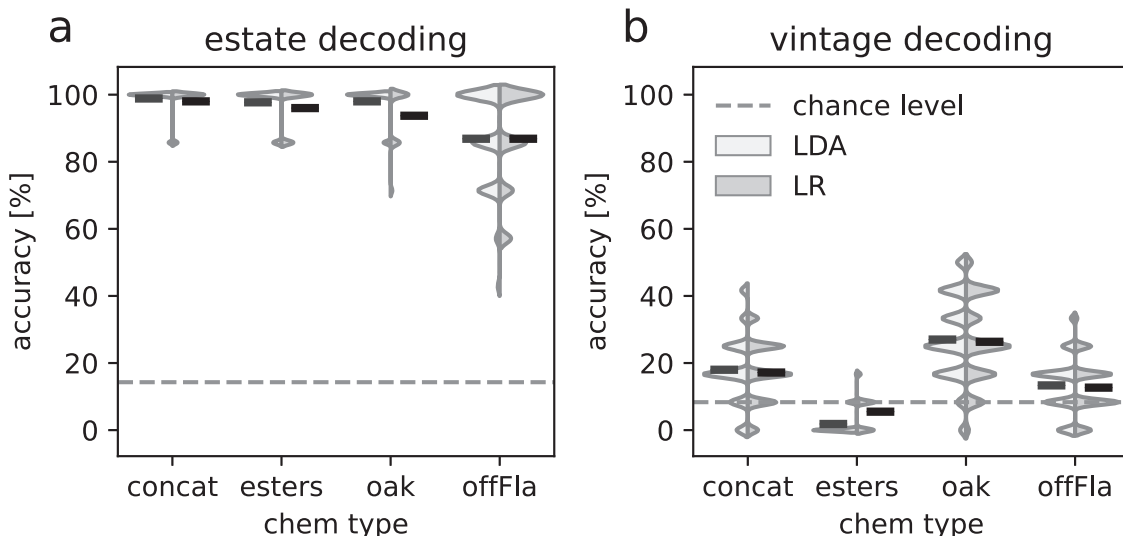 a
estate decoding
accuracy [%]
100
80
60
40
20
0
concat esters oak offFla
chem type
b
vintage decoding
accuracy [%]
100
80
60
40
20
0
chance level
LDA
LR
concat esters oak offFla
chem type